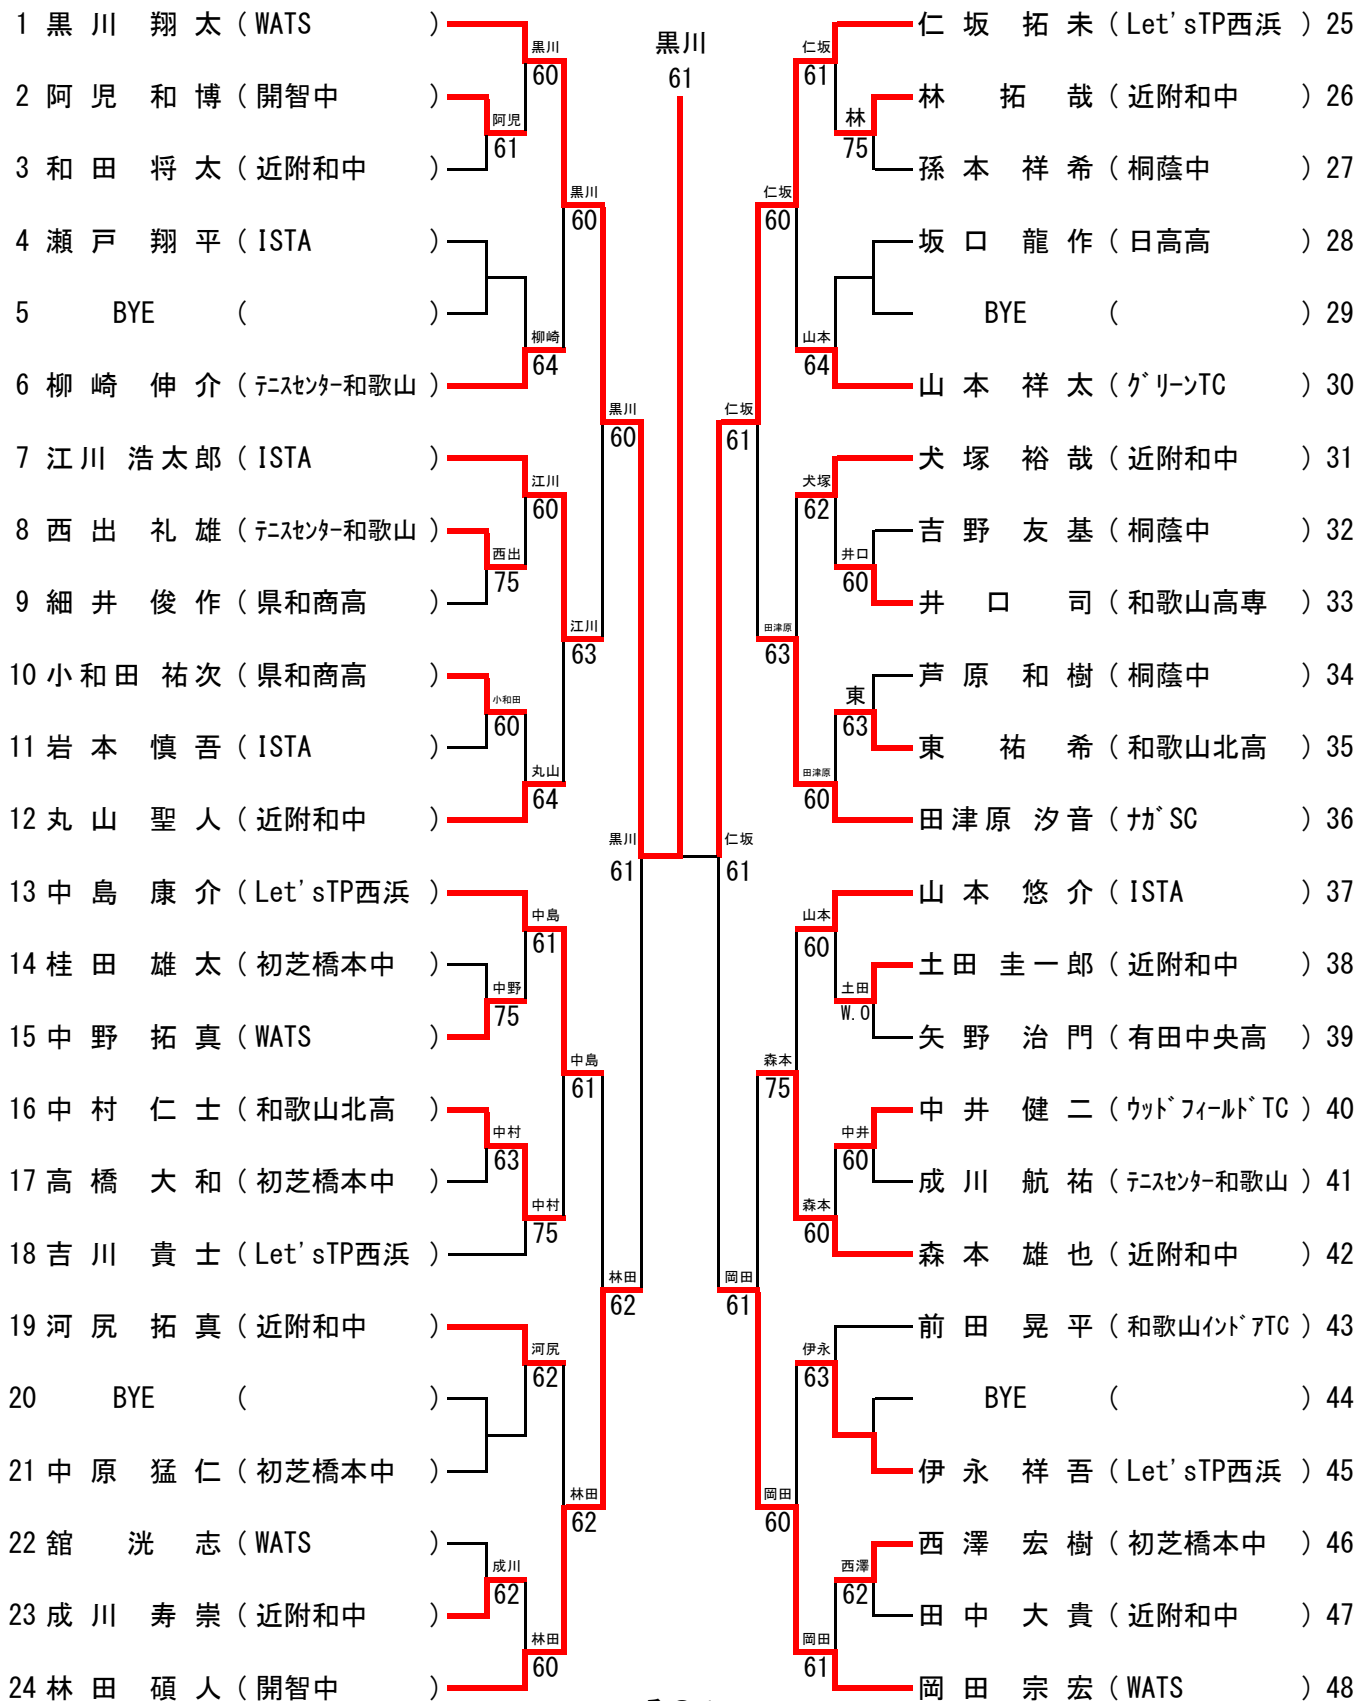 黒川
61
1 黒川 翔太 ( WATS )
2 阿児 和博 ( 開智中 )
3 和田 将太 ( 近附和中 )
4 瀬戸 翔平 ( ISTA )
5 BYE ( )
6 柳崎 伸介 ( テニスセンター和歌山 )
7 江川 浩太郎 ( ISTA )
8 西出 礼雄 ( テニスセンター和歌山 )
9 細井 俊作 ( 県和商高 )
10 小和田 祐次 ( 県和商高 )
11 岩本 慎吾 ( ISTA )
12 丸山 聖人 ( 近附和中 )
13 中島 康介 ( Let'sTP西浜 )
14 桂田 雄太 ( 初芝橋本中 )
15 中野 拓真 ( WATS )
16 中村 仁士 ( 和歌山北高 )
17 高橋 大和 ( 初芝橋本中 )
18 吉川 貴士 ( Let'sTP西浜 )
19 河尻 拓真 ( 近附和中 )
20 BYE ( )
21 中原 猛仁 ( 初芝橋本中 )
22 舘 洸志 ( WATS )
23 成川 寿崇 ( 近附和中 )
24 林田 碩人 ( 開智中 )
阿児
61
西出
75
小和田
60
中野
75
中村
63
成川
62
黒川
60
柳崎
64
江川
60
丸山
64
中島
61
中村
75
河尻
62
林田
60
黒川
60
江川
63
中島
61
林田
62
黒川
60
林田
62
黒川
61
仁坂
61
仁坂
61
岡田
61
仁坂
60
田津原
63
森本
75
岡田
60
仁坂
61
山本
64
犬塚
62
田津原
60
山本
60
森本
60
伊永
63
岡田
61
林
75
井口
60
東
63
土田
W.O
中井
60
西澤
62
仁坂 拓未 ( Let'sTP西浜 ) 25
林 拓哉 ( 近附和中 ) 26
孫本 祥希 ( 桐蔭中 ) 27
坂口 龍作 ( 日高高 ) 28
BYE ( ) 29
山本 祥太 ( グリーンTC ) 30
犬塚 裕哉 ( 近附和中 ) 31
吉野 友基 ( 桐蔭中 ) 32
井口 司 ( 和歌山高専 ) 33
芦原 和樹 ( 桐蔭中 ) 34
東 祐希 ( 和歌山北高 ) 35
田津原 汐音 ( ナガSC ) 36
山本 悠介 ( ISTA ) 37
土田 圭一郎 ( 近附和中 ) 38
矢野 治門 ( 有田中央高 ) 39
中井 健二 ( ウッドフィールドTC ) 40
成川 航祐 ( テニスセンター和歌山 ) 41
森本 雄也 ( 近附和中 ) 42
前田 晃平 ( 和歌山インドアTC ) 43
BYE ( ) 44
伊永 祥吾 ( Let'sTP西浜 ) 45
西澤 宏樹 ( 初芝橋本中 ) 46
田中 大貴 ( 近附和中 ) 47
岡田 宗宏 ( WATS ) 48